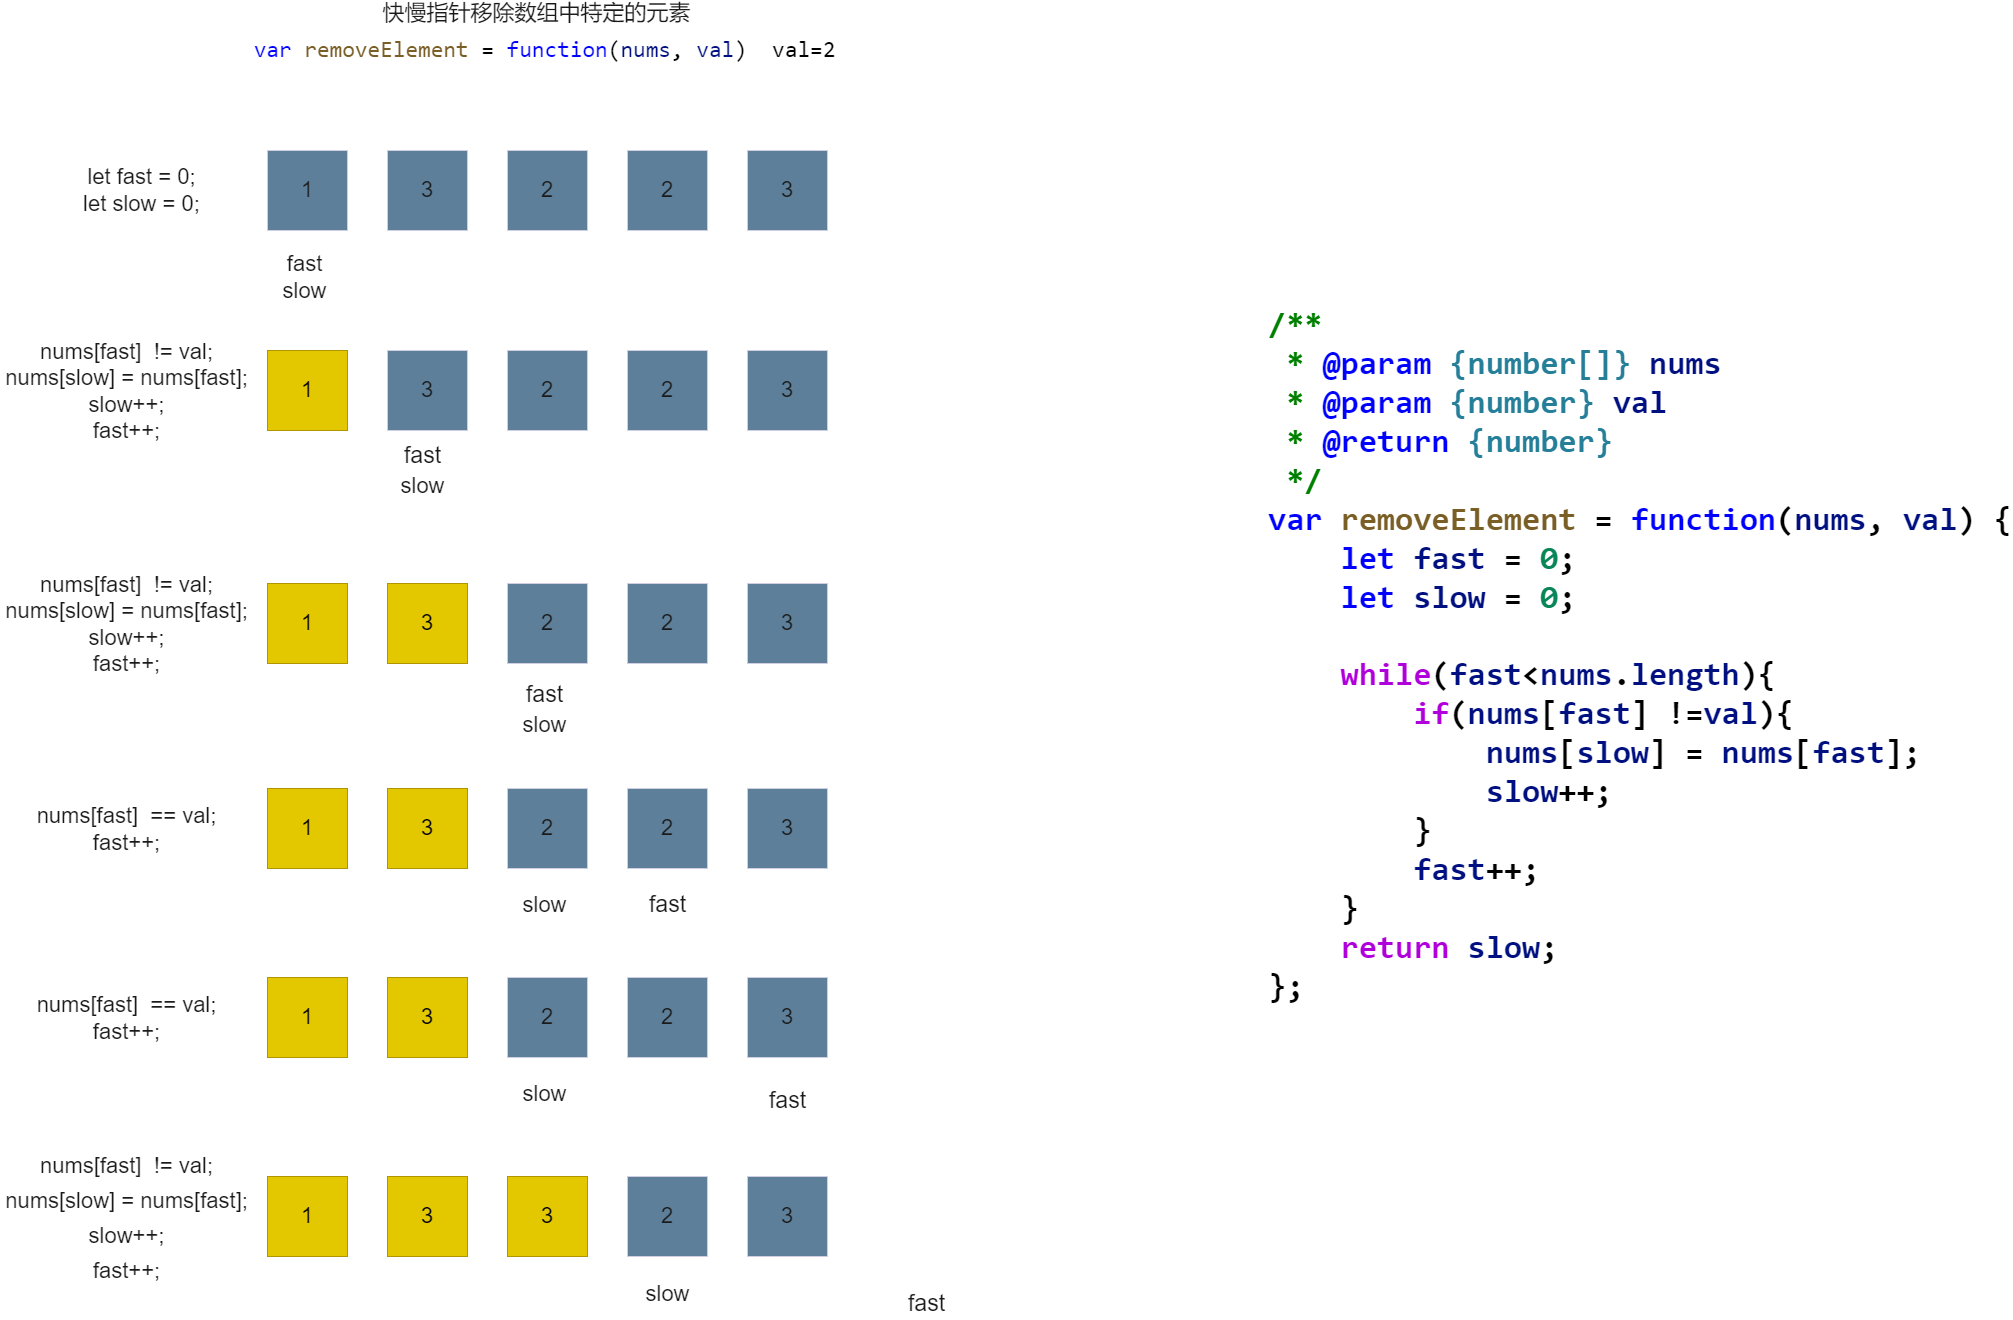 快慢指针移除数组中特定的元素
var removeElement = function(nums, val)  val=2
let fast = 0;
let slow = 0;
1 3 2 2 3
fast
slow
nums[fast]  != val;
nums[slow] = nums[fast];
slow++;
fast++;
1 3 2 2 3
fast
slow
nums[fast]  != val;
nums[slow] = nums[fast];
slow++;
fast++;
1 3 2 2 3
fast
slow
nums[fast]  == val;
fast++;
1 3 2 2 3
slow fast
nums[fast]  == val;
fast++;
1 3 2 2 3
slow fast
nums[fast]  != val;
nums[slow] = nums[fast];
slow++;
fast++;
1 3 3 2 3
slow fast
/**
 * @param {number[]} nums
 * @param {number} val
 * @return {number}
 */
var removeElement = function(nums, val) {
    let fast = 0;
    let slow = 0;
    while(fast<nums.length){
        if(nums[fast] !=val){
            nums[slow] = nums[fast];
            slow++;
        }
        fast++;
    }
    return slow;
};